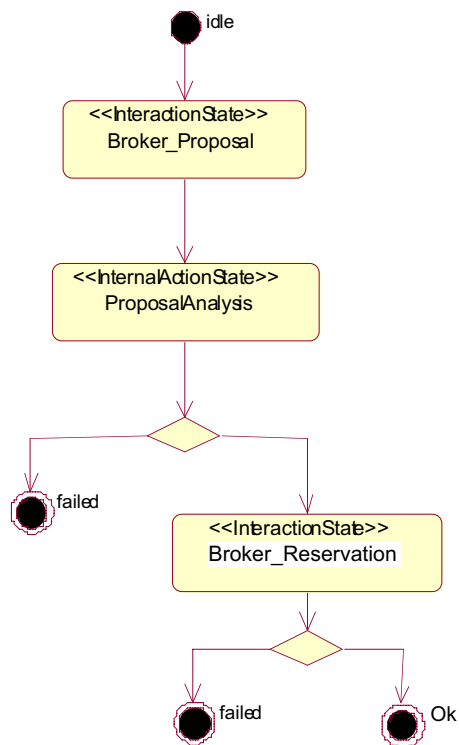 idle
<<InteractionState>>
Broker_Proposal
<<InternalActionState>>
ProposalAnalysis
failed
<<InteractionState>>
Broker_Reservation
failed
Ok